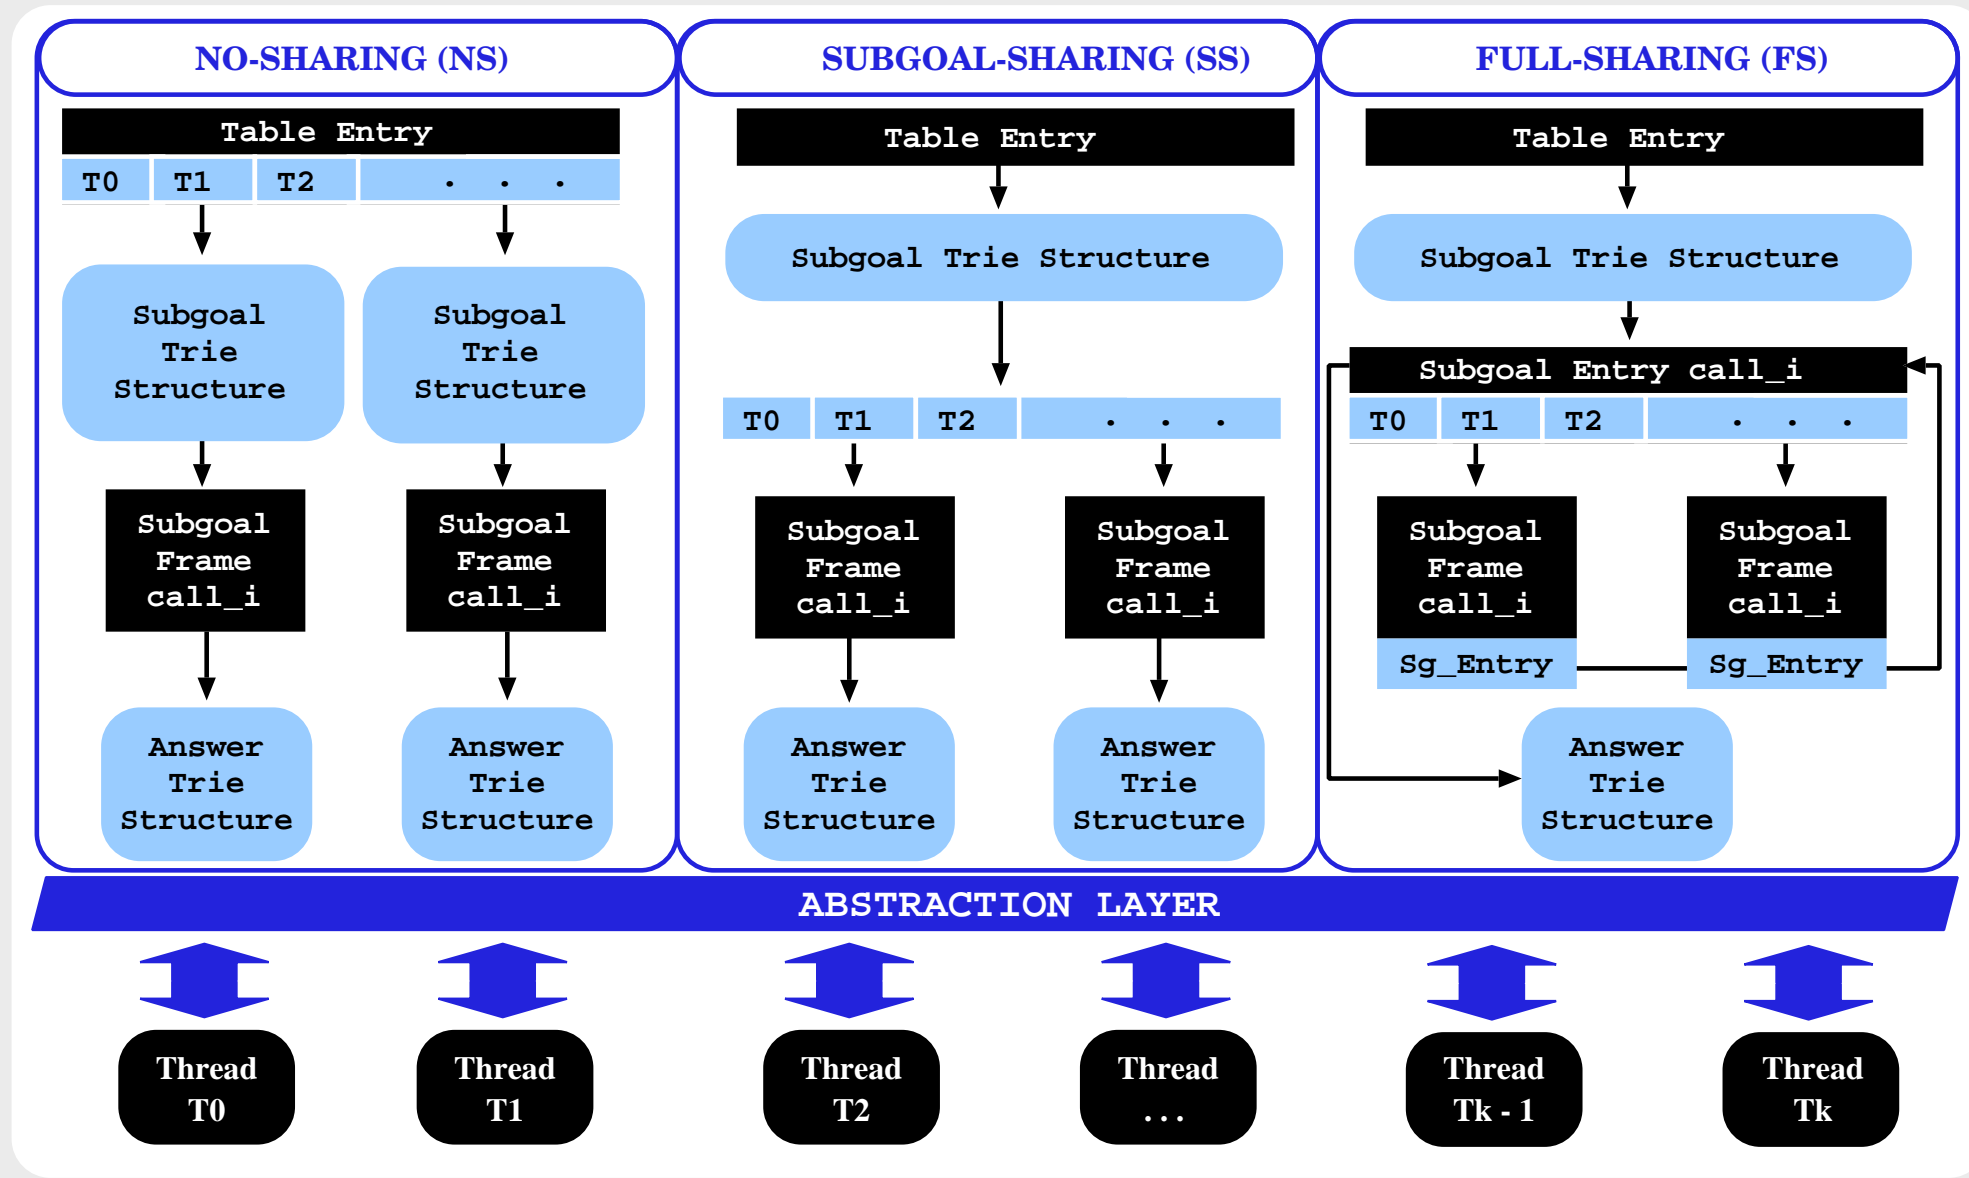 NO-SHARING (NS)
Table Entry
T0 T1 T2 . . .
Subgoal
Trie
Structure
Subgoal
Trie
Structure
Subgoal
Frame
call_i
Subgoal
Frame
call_i
Answer
Trie
Structure
Answer
Trie
Structure
SUBGOAL-SHARING (SS)
Table Entry
Subgoal Trie Structure
T0 T1 T2 . . .
Subgoal
Frame
call_i
Subgoal
Frame
call_i
Answer
Trie
Structure
Answer
Trie
Structure
FULL-SHARING (FS)
Table Entry
Subgoal Trie Structure
Subgoal Entry call_i
T0 T1 T2 . . .
Subgoal
Frame
call_i
Sg_Entry
Subgoal
Frame
call_i
Sg_Entry
Answer
Trie
Structure
ABSTRACTION LAYER
Thread
T0
Thread
T1
Thread
T2
Thread
. . .
Thread
Tk - 1
Thread
Tk